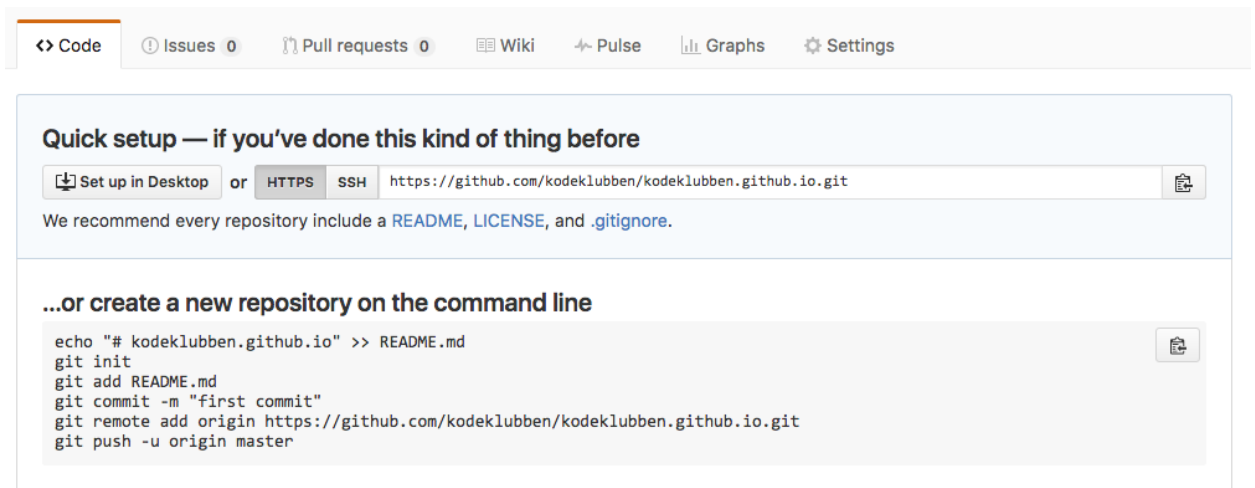 <> Code Issues 0 Pull requests 0 Wiki Pulse Graphs Settings
Quick setup — if you've done this kind of thing before
Set up in Desktop or HTTPS SSH https://github.com/kodeklubben/kodeklubben.github.io.git
We recommend every repository include a README, LICENSE, and .gitignore.
...or create a new repository on the command line
echo "# kodeklubben.github.io" >> README.md
git init
git add README.md
git commit -m "first commit"
git remote add origin https://github.com/kodeklubben/kodeklubben.github.io.git
git push -u origin master